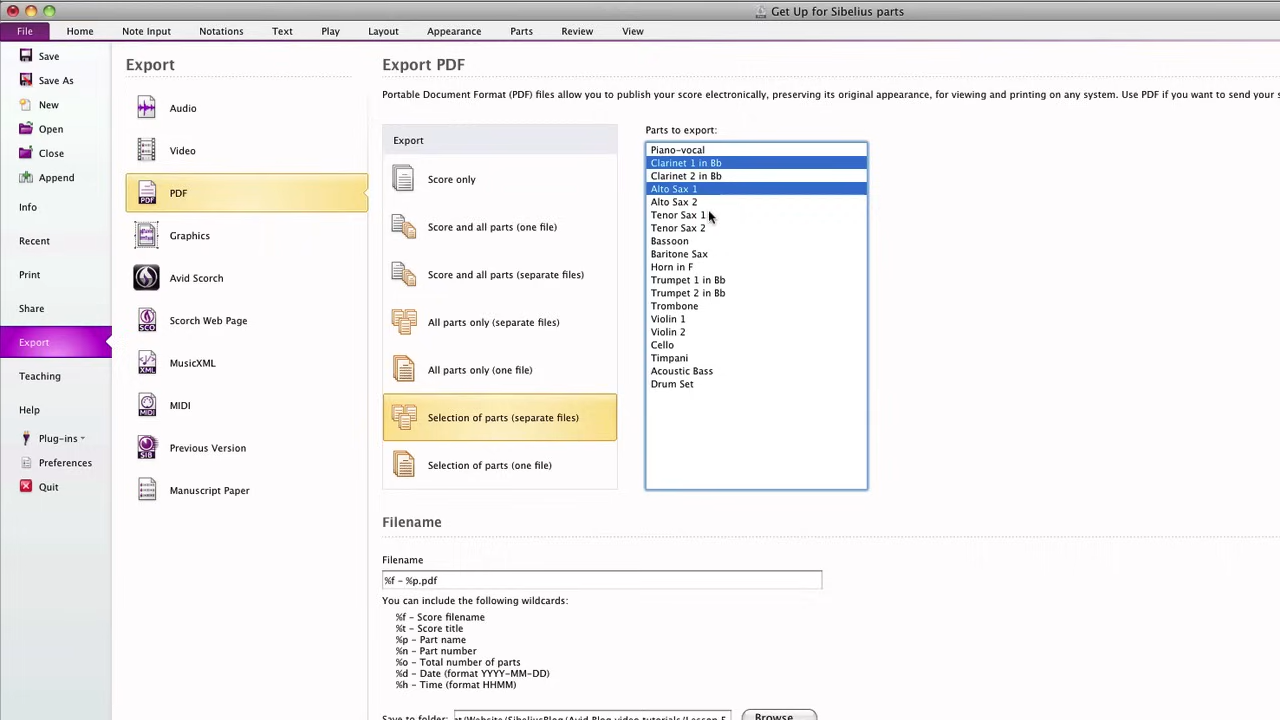 Get Up for Sibelius parts
File Home Note Input Notations Text Play Layout Appearance Parts Review View
Save
Save As
New
Open
Close
Append
Info
Recent
Print
Share
Export
Teaching
Help
Plug-ins
Preferences
Quit
Export
Audio
Video
PDF
Graphics
Avid Scorch
Scorch Web Page
MusicXML
MIDI
Previous Version
Manuscript Paper
Export PDF
Portable Document Format (PDF) files allow you to publish your score electronically, preserving its original appearance, for viewing and printing on any system. Use PDF if you want to send your
Export
Score only
Score and all parts (one file)
Score and all parts (separate files)
All parts only (separate files)
All parts only (one file)
Selection of parts (separate files)
Selection of parts (one file)
Parts to export:
Piano-vocal
Clarinet 1 in Bb
Clarinet 2 in Bb
Alto Sax 1
Alto Sax 2
Tenor Sax 1
Tenor Sax 2
Bassoon
Baritone Sax
Horn in F
Trumpet 1 in Bb
Trumpet 2 in Bb
Trombone
Violin 1
Violin 2
Cello
Timpani
Acoustic Bass
Drum Set
Filename
Filename
%f - %p.pdf
You can include the following wildcards:
%f - Score filename
%t - Score title
%p - Part name
%n - Part number
%o - Total number of parts
%d - Date (format YYYY-MM-DD)
%h - Time (format HHMM)
Save to folder: /Website/SibeliusBlog/Avid Blog video tutorials/Lesson Browse